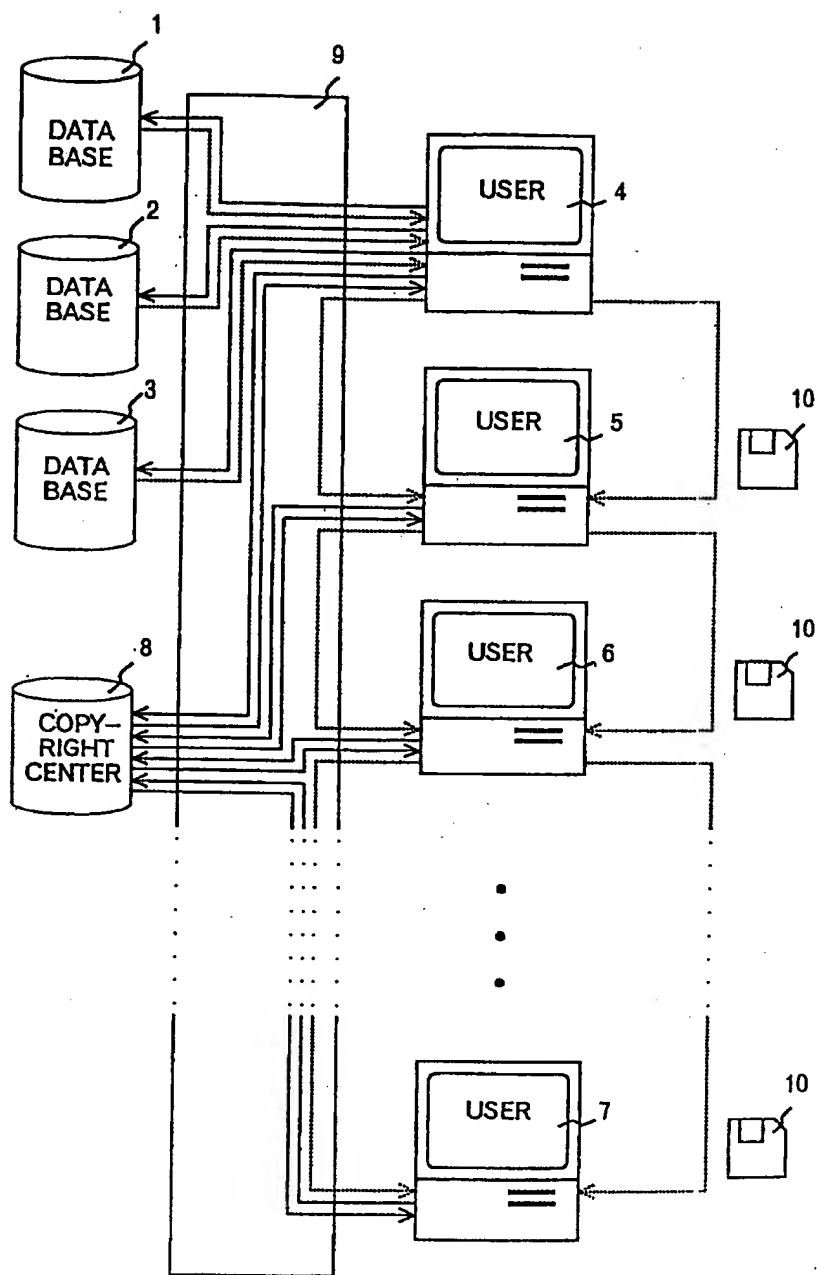 1
9
DATA
BASE
USER
4
2
DATA
BASE
3
DATA
BASE
USER
5
10
USER
6
10
8
COPY-
RIGHT
CENTER
USER
7
10